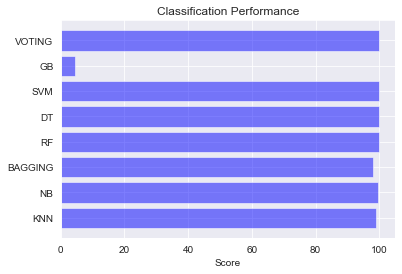 Classification Performance
VOTING
GB
SVM
DT
RF
BAGGING
NB
KNN
0 20 40 60 80 100
Score